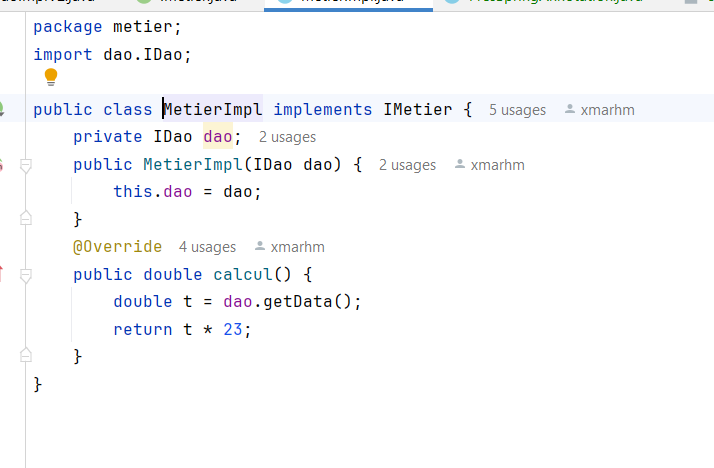 package metier;
import dao.IDao;
public class MetierImpl implements IMetier { 5 usages xmarhm
private IDao dao; 2 usages
public MetierImpl(IDao dao) { 2 usages xmarhm
this.dao = dao;
}
@Override 4 usages xmarhm
public double calcul() {
double t = dao.getData();
return t * 23;
}
}